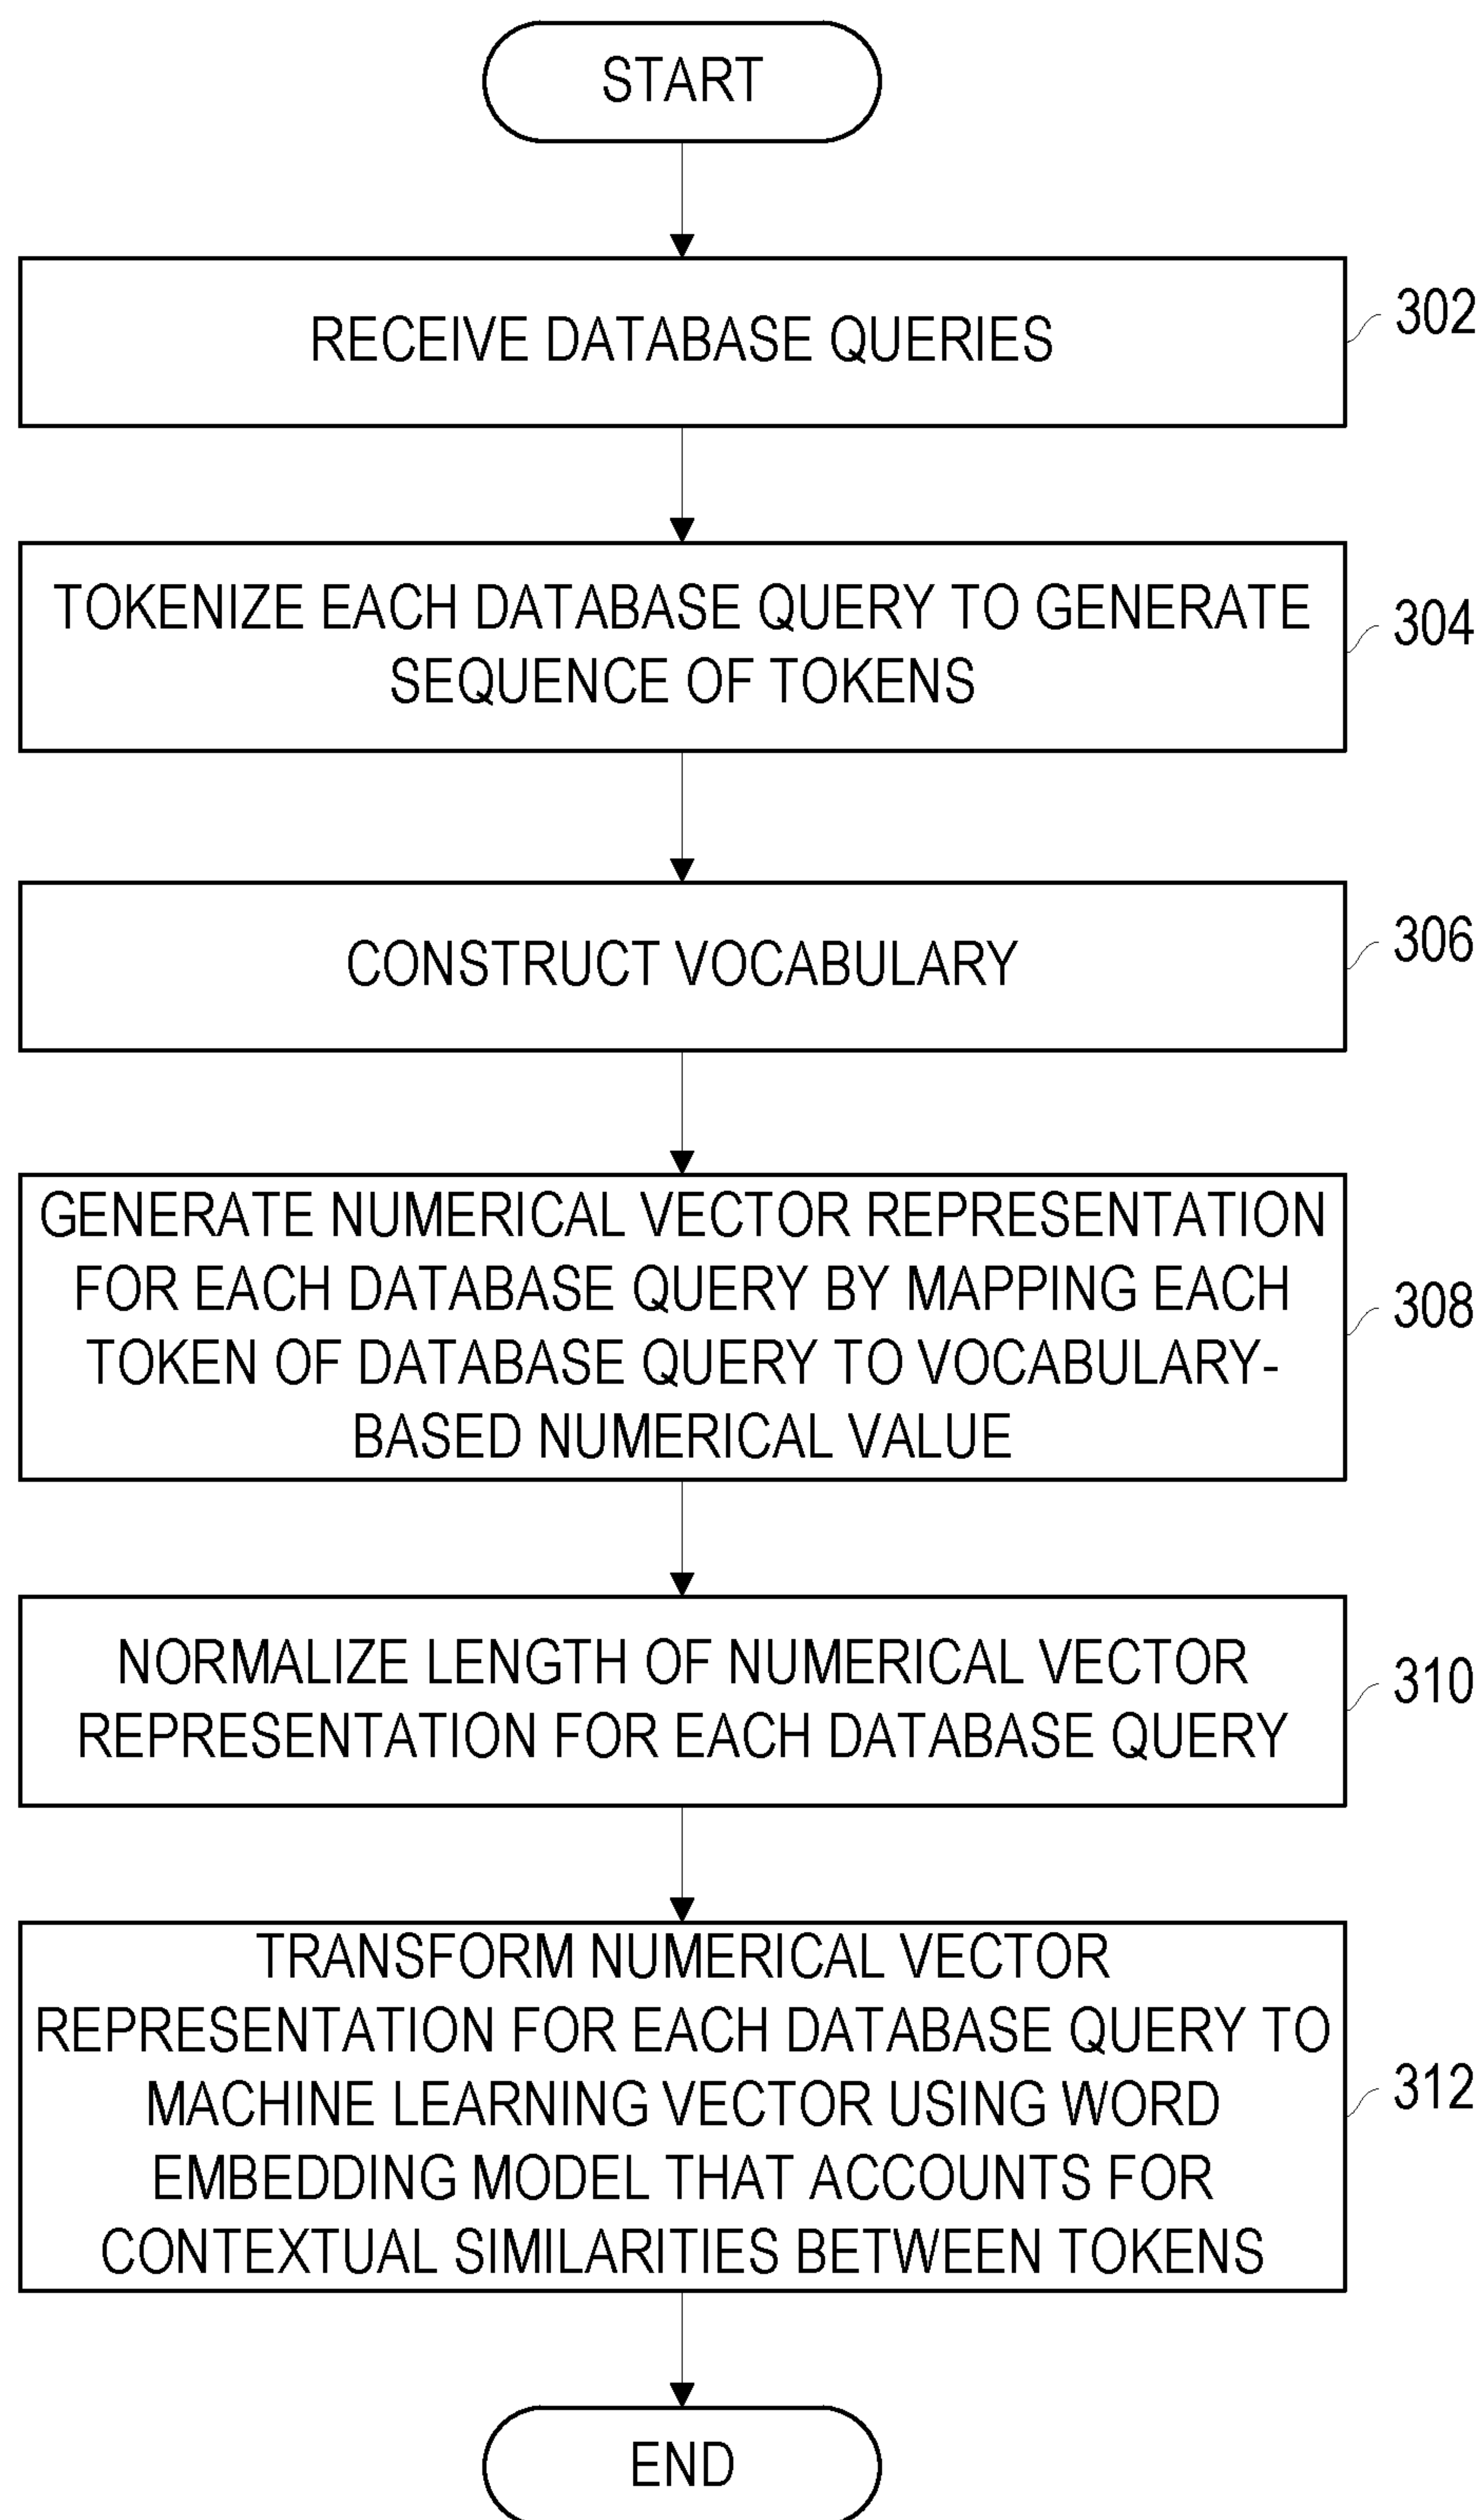 START
RECEIVE DATABASE QUERIES
302
TOKENIZE EACH DATABASE QUERY TO GENERATE
SEQUENCE OF TOKENS
304
CONSTRUCT VOCABULARY
306
GENERATE NUMERICAL VECTOR REPRESENTATION
FOR EACH DATABASE QUERY BY MAPPING EACH
TOKEN OF DATABASE QUERY TO VOCABULARY-
BASED NUMERICAL VALUE
308
NORMALIZE LENGTH OF NUMERICAL VECTOR
REPRESENTATION FOR EACH DATABASE QUERY
310
TRANSFORM NUMERICAL VECTOR
REPRESENTATION FOR EACH DATABASE QUERY TO
MACHINE LEARNING VECTOR USING WORD
EMBEDDING MODEL THAT ACCOUNTS FOR
CONTEXTUAL SIMILARITIES BETWEEN TOKENS
312
END